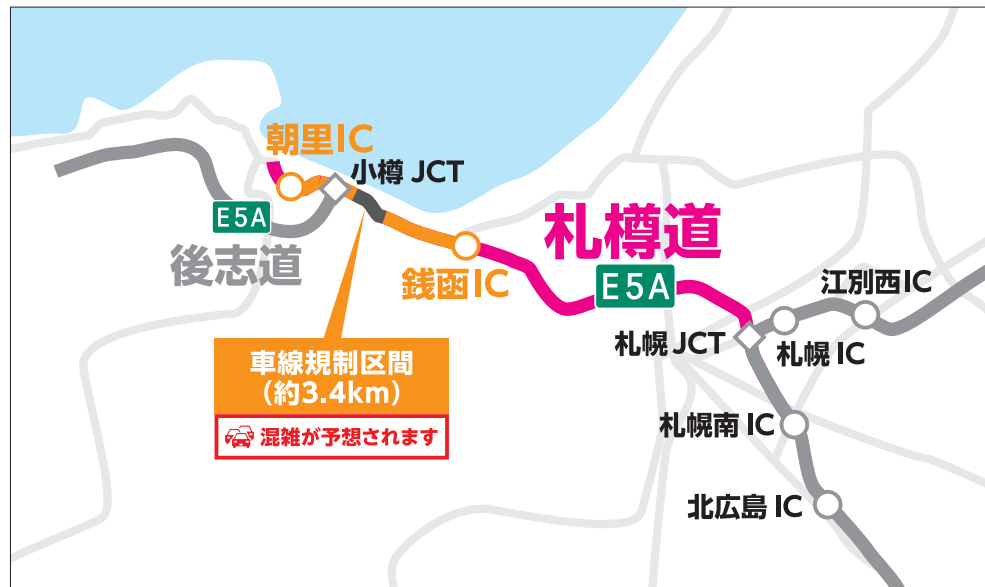 朝里IC
小樽 JCT
E5A
後志道
銭函IC
札樽道
E5A
江別西IC
札幌 JCT
札幌 IC
車線規制区間
（約3.4km）
混雑が予想されます
札幌南 IC
北広島 IC